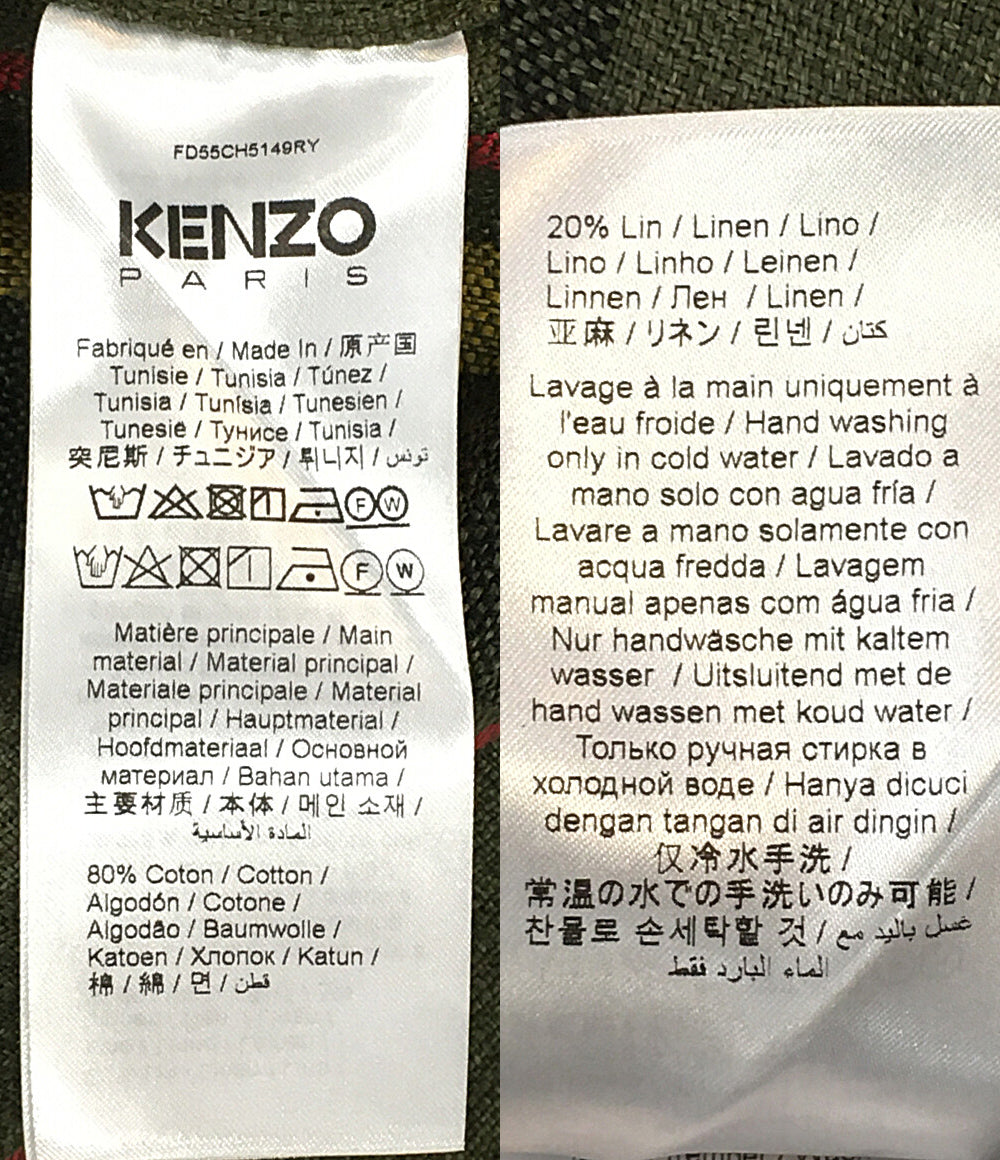 FD55CH5149RY
KENZO
PARIS
Fabriqué en / Made In / 原产国
Tunisie / Tunisia / Túnez /
Tunisia / Tunísia / Tunesien /
Tunesië / Тунисе / Tunisia /
突尼斯 / チュニジア / 튀니지 / تونس
F W
F W
Matière principale / Main
material / Material principal /
Materiale principale / Material
principal / Hauptmaterial /
Hoofdmateriaal / Основной
материал / Bahan utama /
主要材质 / 本体 / 메인 소재 /
المادة الأساسية
80% Coton / Cotton /
Algodón / Cotone /
Algodão / Baumwolle /
Katoen / Хлопок / Katun /
棉 / 綿 / 면 / قطن
20% Lin / Linen / Lino /
Lino / Linho / Leinen /
Linnen / Лен / Linen /
亚麻 / リネン / 린넨 / كتان
Lavage à la main uniquement à
l'eau froide / Hand washing
only in cold water / Lavado a
mano solo con agua fría /
Lavare a mano solamente con
acqua fredda / Lavagem
manual apenas com água fria /
Nur handwäsche mit kaltem
wasser / Uitsluitend met de
hand wassen met koud water /
Только ручная стирка в
холодной воде / Hanya dicuci
dengan tangan di air dingin /
仅冷水手洗 /
常温の水での手洗いのみ可能 /
찬물로 손세탁할 것 / غسل باليد مع
الماء البارد فقط